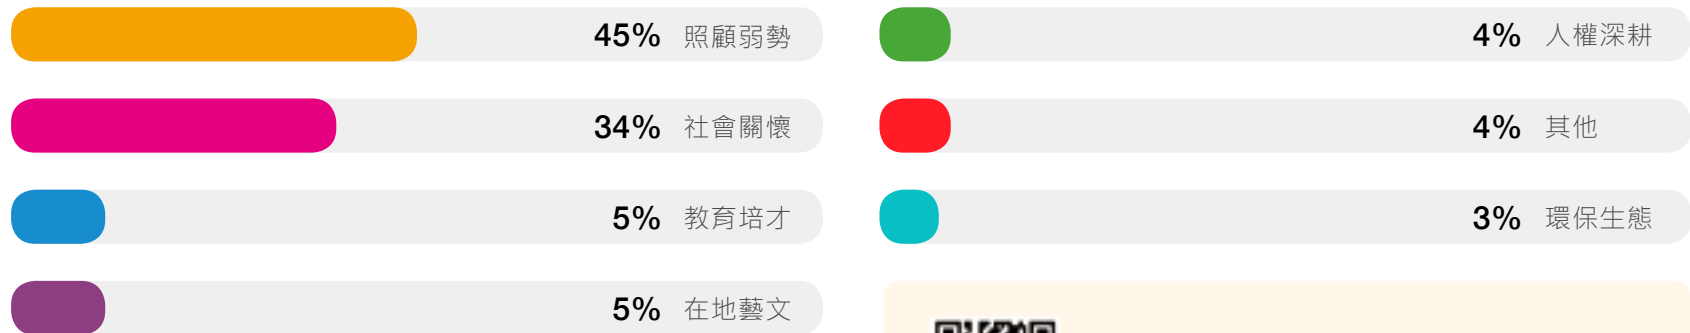 45% 照顧弱勢
34% 社會關懷
5% 教育培才
5% 在地藝文
4% 人權深耕
4% 其他
3% 環保生態